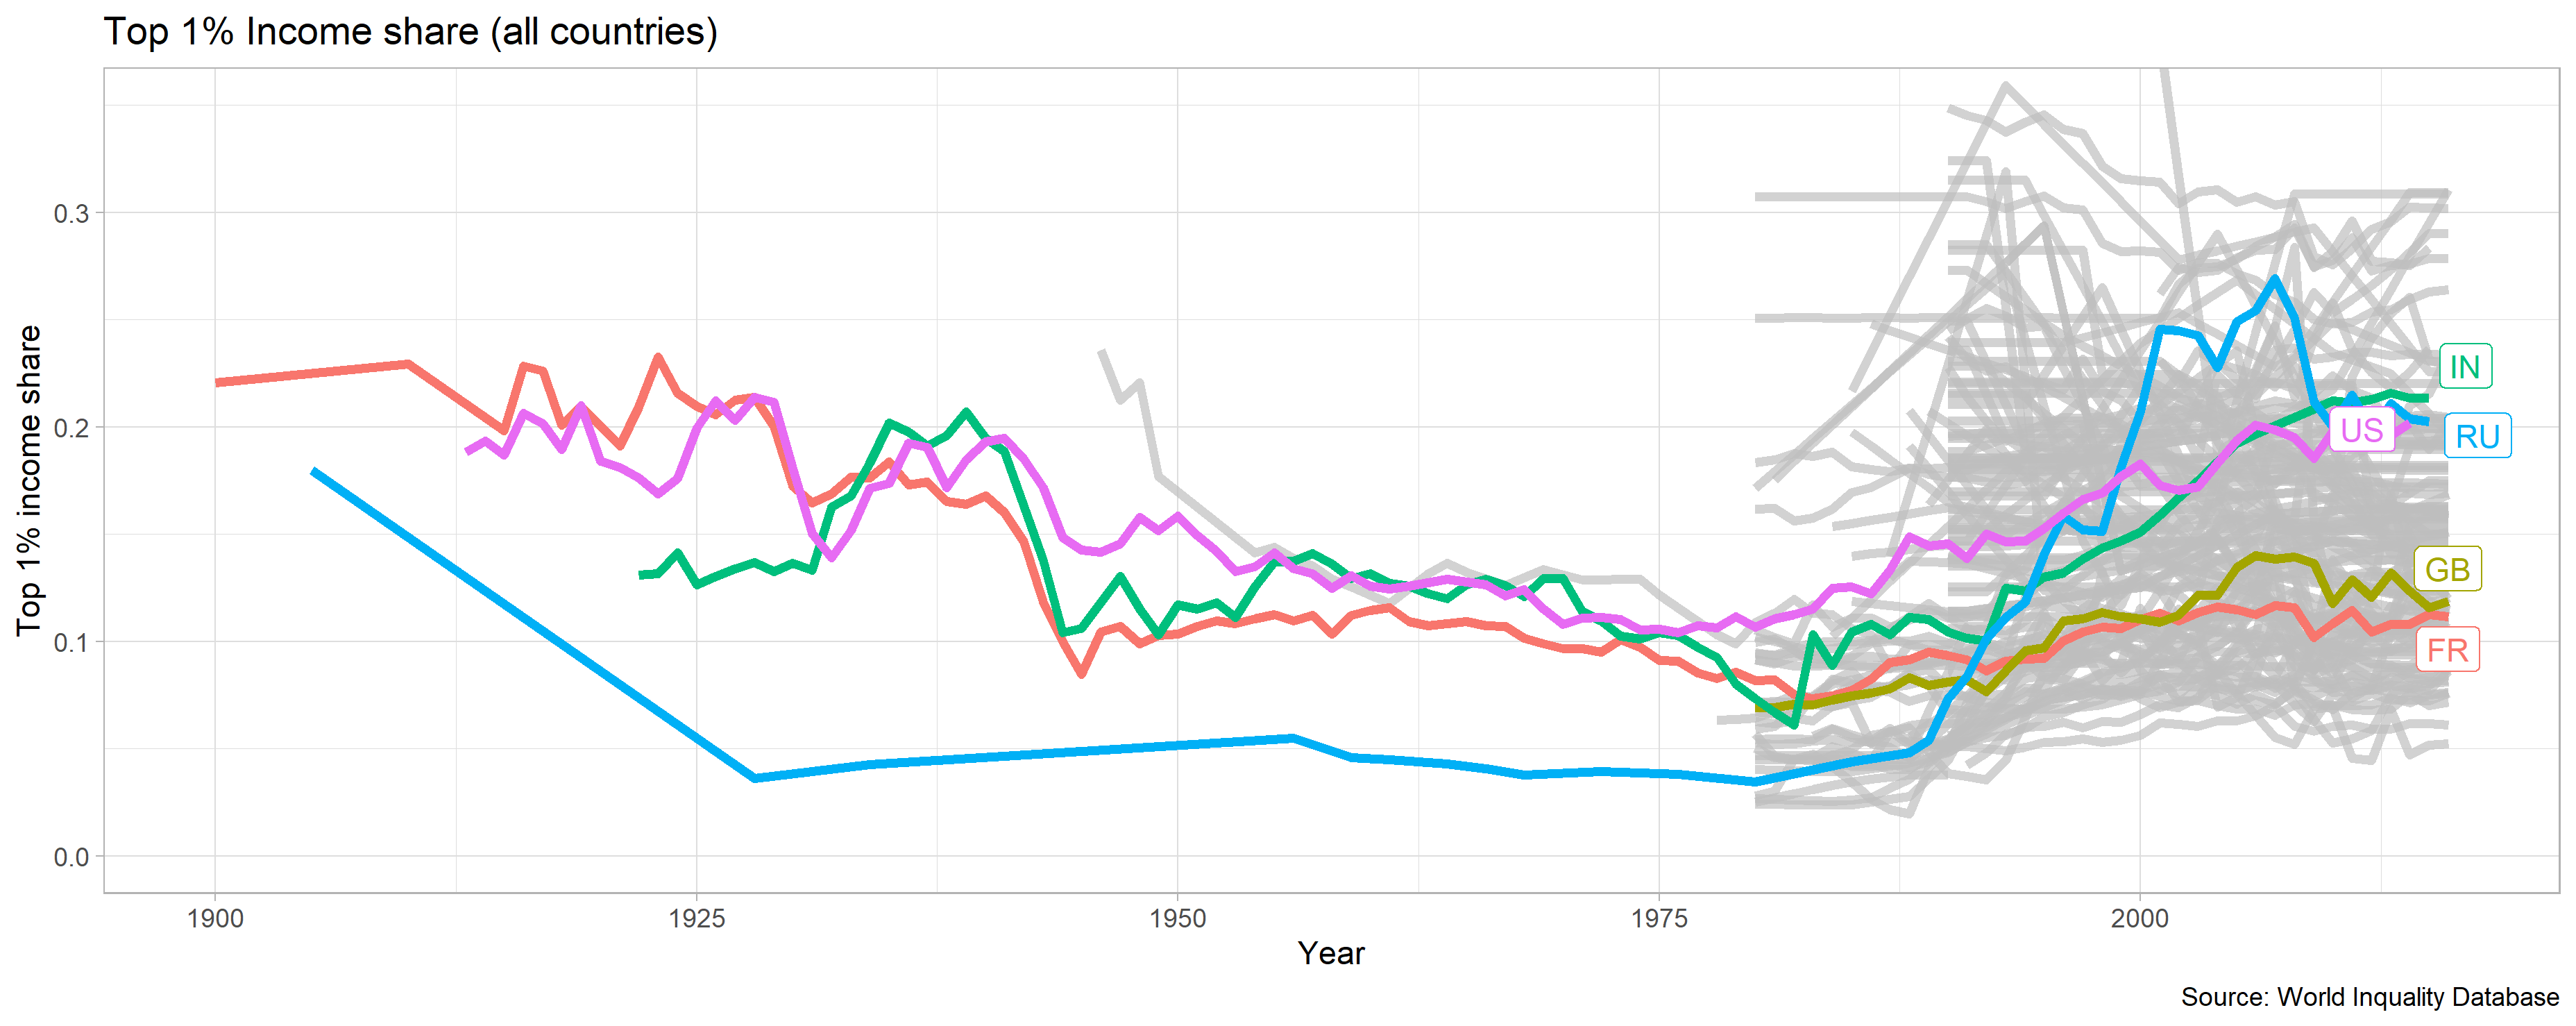 Top 1% Income share (all countries)
Top 1% income share
0.3
0.2
0.1
0.0
IN
US
RU
GB
FR
1900
1925
1950
1975
2000
Year
Source: World Inquality Database